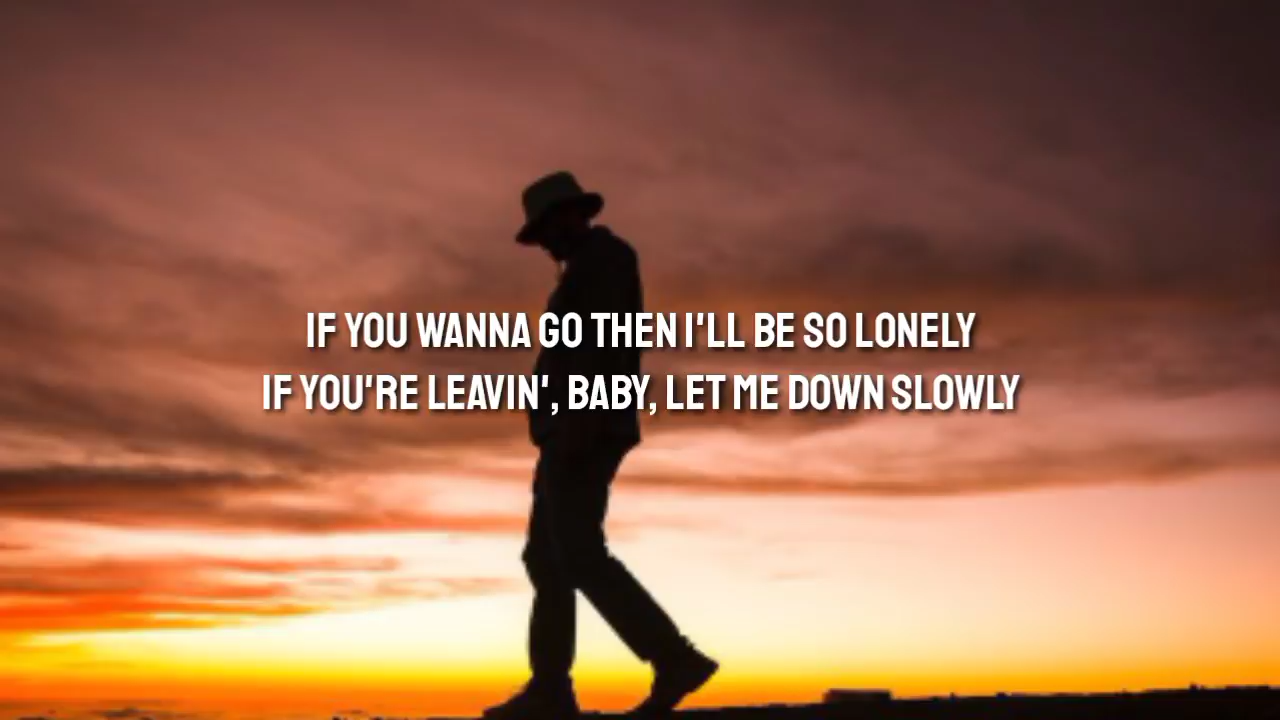 IF YOU WANNA GO THEN I'LL BE SO LONELY
IF YOU'RE LEAVIN', BABY, LET ME DOWN SLOWLY